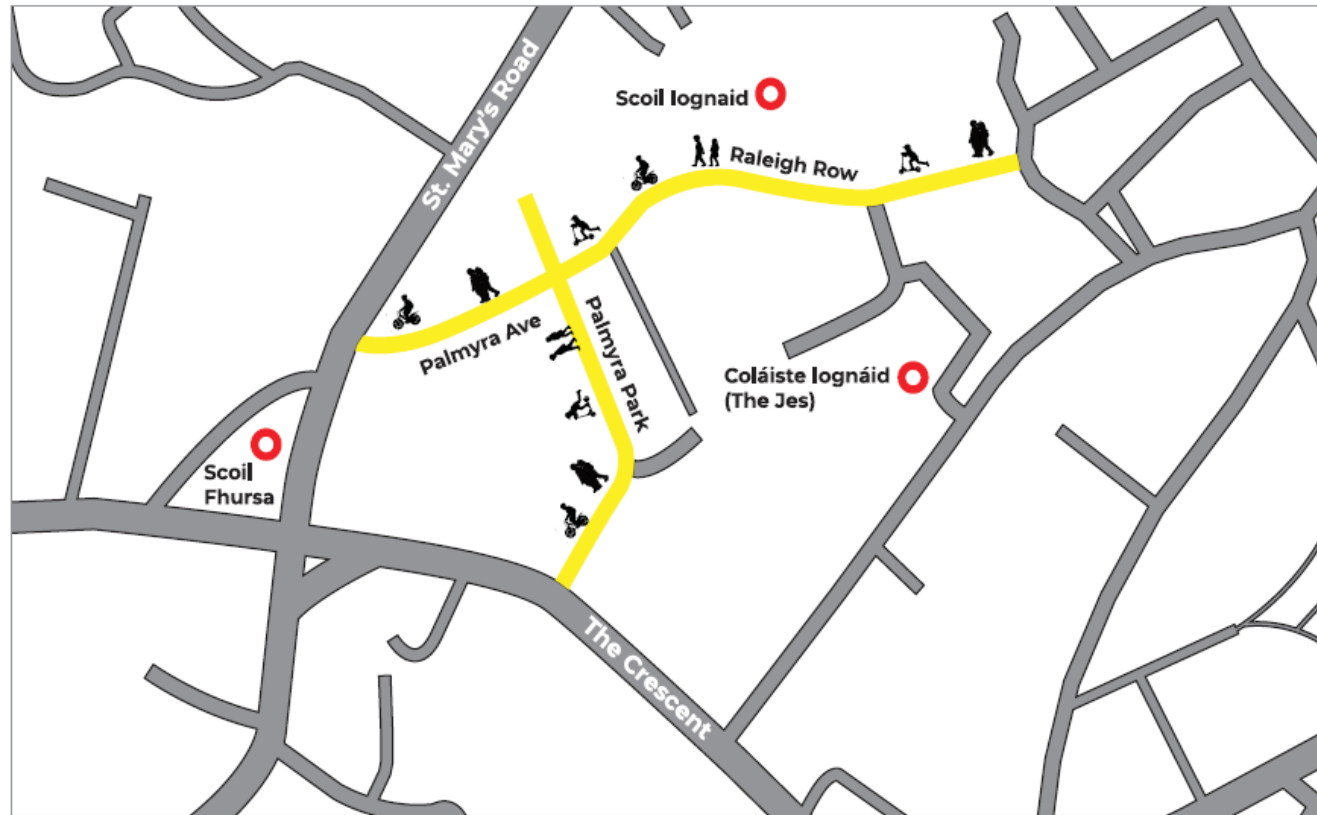 St. Mary's Road
Scoil Iognaid
Raleigh Row
Palmyra Ave
Palmyra Park
Coláiste Iognáid
(The Jes)
Scoil
Fhursa
The Crescent